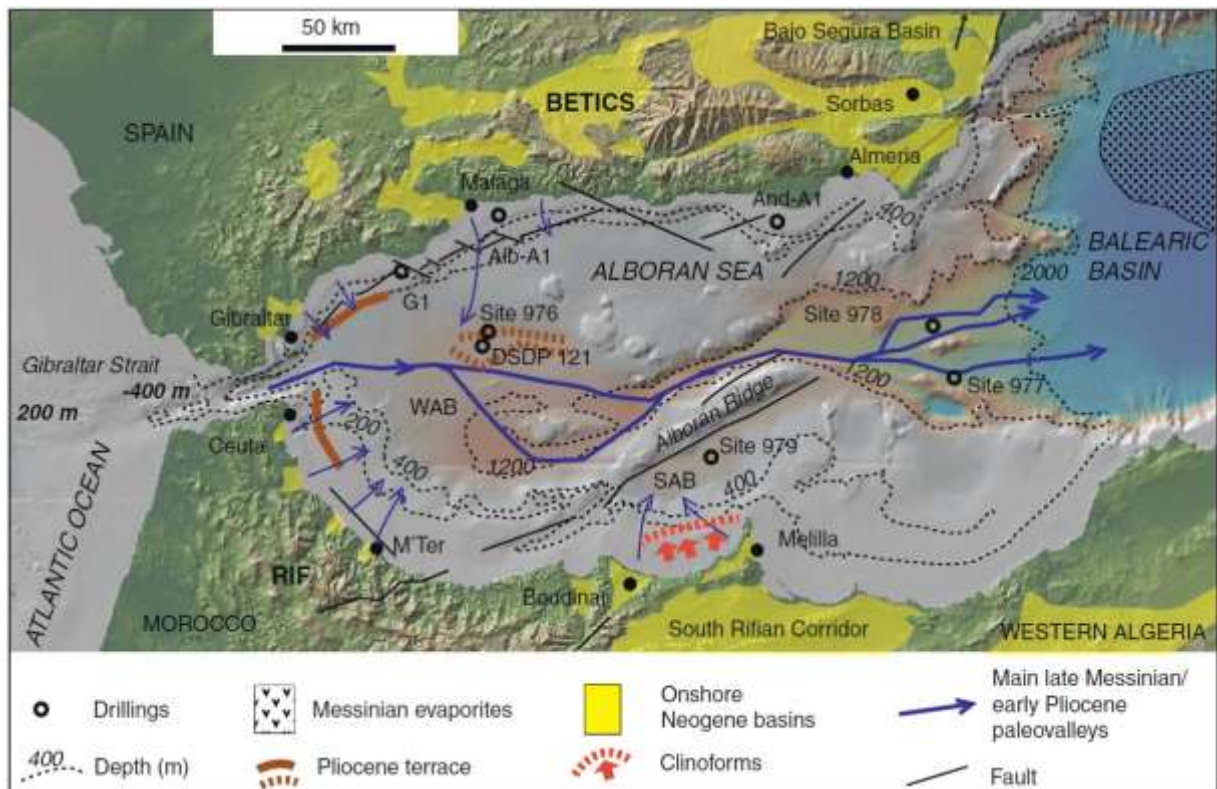 50 km
Bajo Segura Basin
BETICS
Sorbas
SPAIN
Almeria
Malaga
And-A1
400
BALEARIC
BASIN
Alb-A1
ALBORAN SEA
2000
1200
G1
Gibraltar
Site 976
Site 978
DSDP 121
Gibraltar Strait
-400 m
1200
Site 977
200 m
WAB
Alboran Ridge
Ceuta
200
Site 979
400
1200
SAB
400
ATLANTIC OCEAN
M'Ter
Melilla
RIF
Boudinar
MOROCCO
South Rifian Corridor
WESTERN ALGERIA
Drillings
Messinian evaporites
Onshore
Neogene basins
Main late Messinian/
early Pliocene
paleovalleys
400
Depth (m)
Pliocene terrace
Clinoforms
Fault